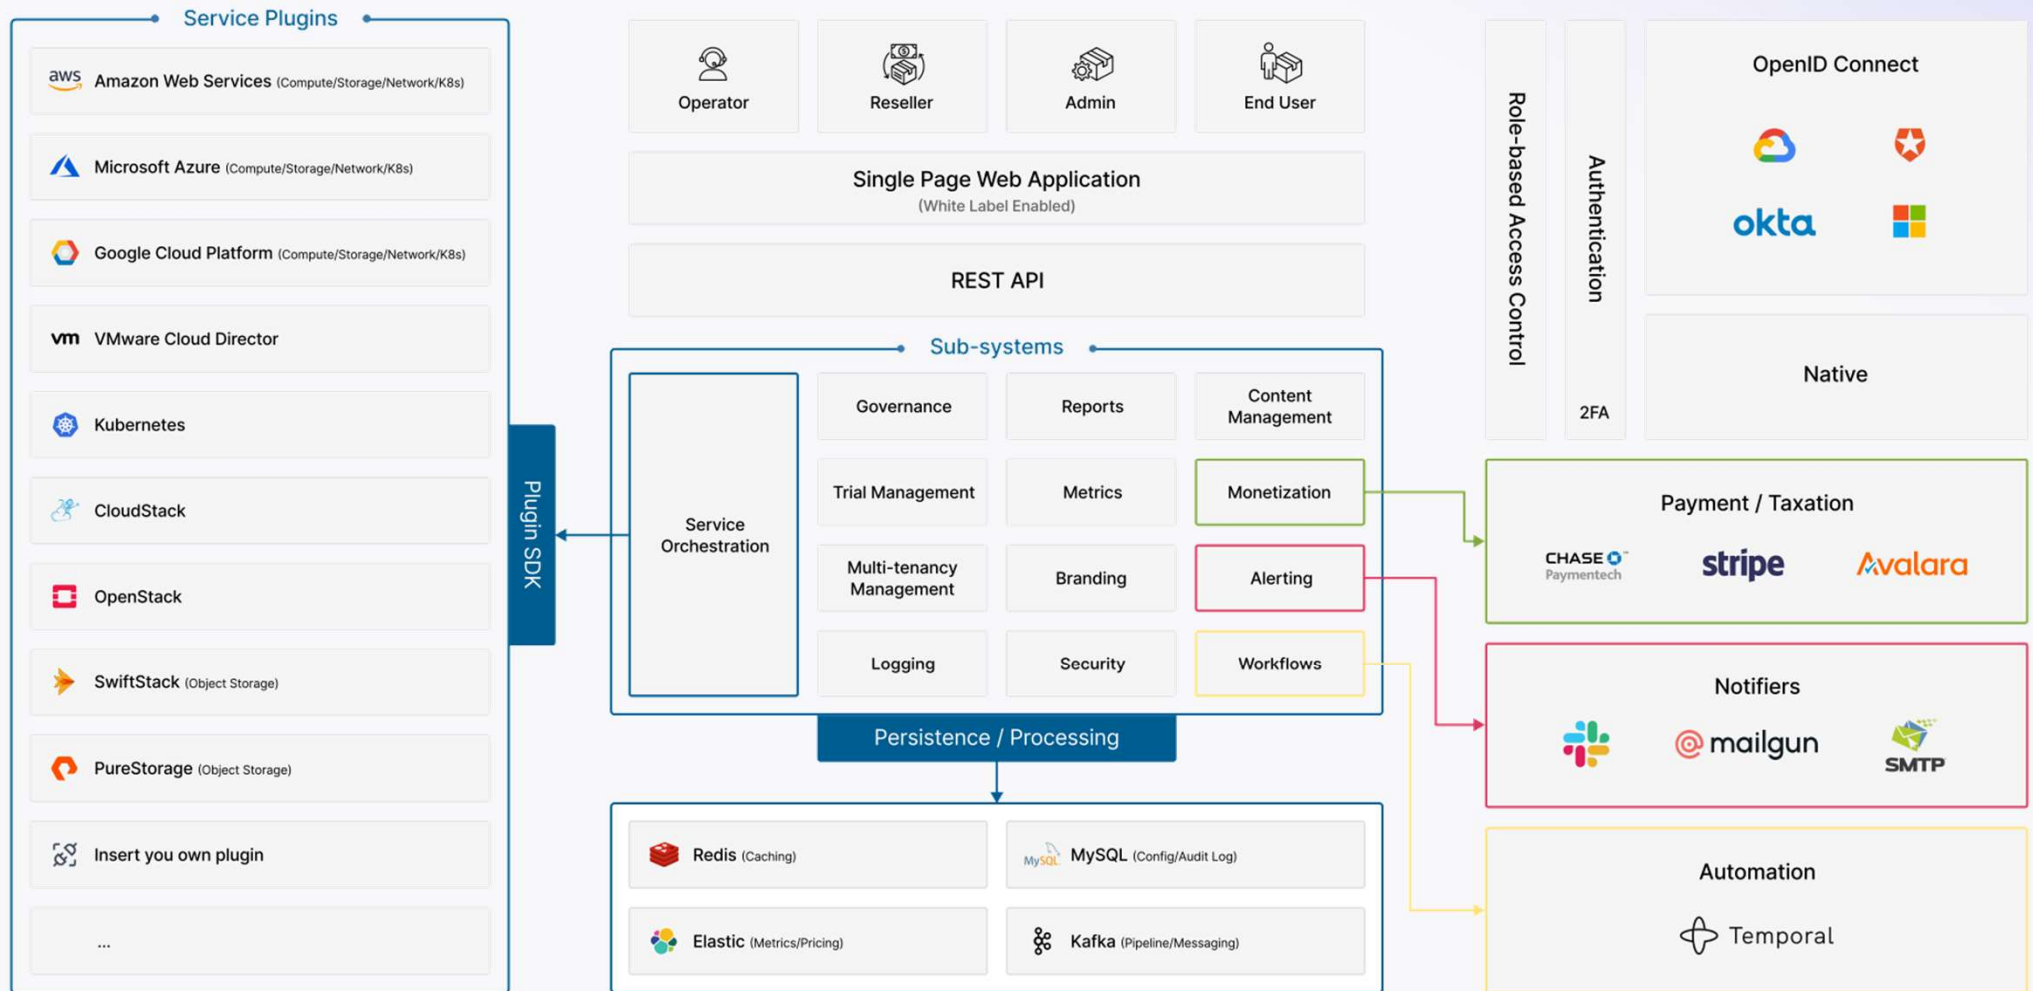 Service Plugins
aws Amazon Web Services (Compute/Storage/Network/K8s)
Microsoft Azure (Compute/Storage/Network/K8s)
Google Cloud Platform (Compute/Storage/Network/K8s)
vm VMware Cloud Director
Kubernetes
CloudStack
OpenStack
SwiftStack (Object Storage)
PureStorage (Object Storage)
Insert you own plugin
...
Plugin SDK
Operator
Reseller
Admin
End User
Single Page Web Application
(White Label Enabled)
REST API
Sub-systems
Service
Orchestration
Governance
Reports
Content
Management
Trial Management
Metrics
Monetization
Multi-tenancy
Management
Branding
Alerting
Logging
Security
Workflows
Persistence / Processing
Redis (Caching)
MySQL MySQL (Config/Audit Log)
Elastic (Metrics/Pricing)
Kafka (Pipeline/Messaging)
Role-based Access Control
Authentication
2FA
OpenID Connect
okta
Native
Payment / Taxation
CHASE
Paymentech
stripe
Avalara
Notifiers
mailgun
SMTP
Automation
Temporal